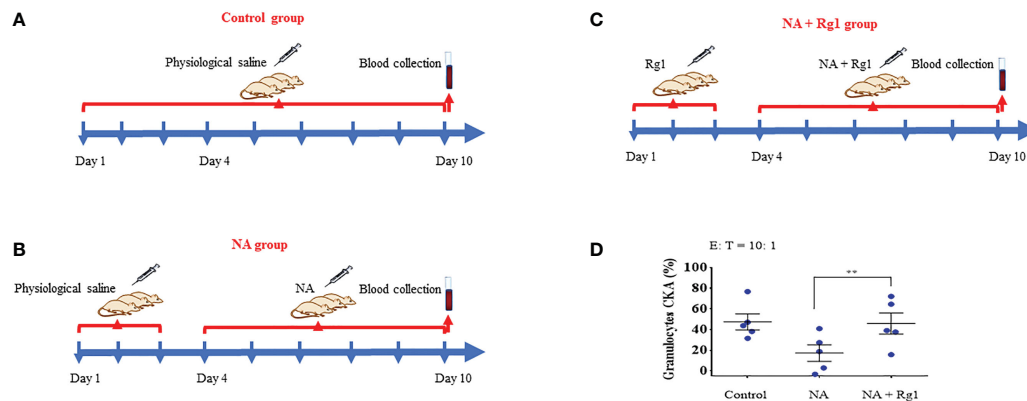 A
Control group
Physiological saline
Blood collection
Day 1
Day 4
Day 10
B
NA group
Physiological saline
NA
Blood collection
Day 1
Day 4
Day 10
C
NA + Rg1 group
Rg1
NA + Rg1
Blood collection
Day 1
Day 4
Day 10
D
E: T = 10: 1
Granulocytes CKA (%)
100
80
60
40
20
0
**
Control
NA
NA + Rg1